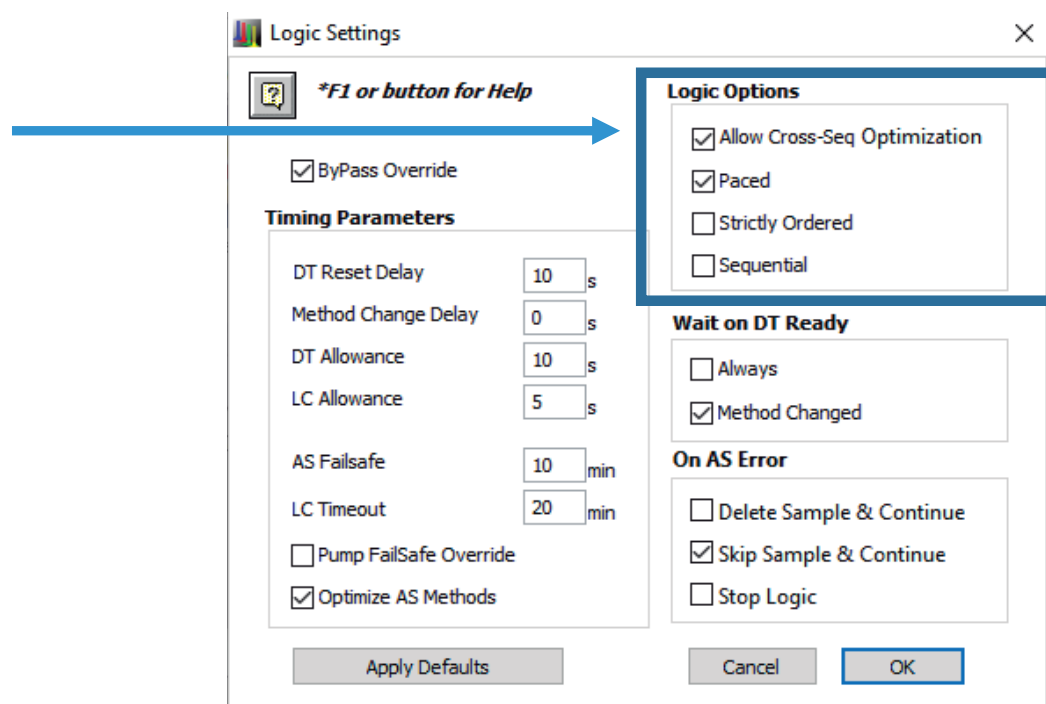 Logic Settings
*F1 or button for Help
ByPass Override
Timing Parameters
DT Reset Delay 10 s
Method Change Delay 0 s
DT Allowance 10 s
LC Allowance 5 s
AS Failsafe 10 min
LC Timeout 20 min
Pump FailSafe Override
Optimize AS Methods
Apply Defaults
Logic Options
Allow Cross-Seq Optimization
Paced
Strictly Ordered
Sequential
Wait on DT Ready
Always
Method Changed
On AS Error
Delete Sample & Continue
Skip Sample & Continue
Stop Logic
Cancel
OK